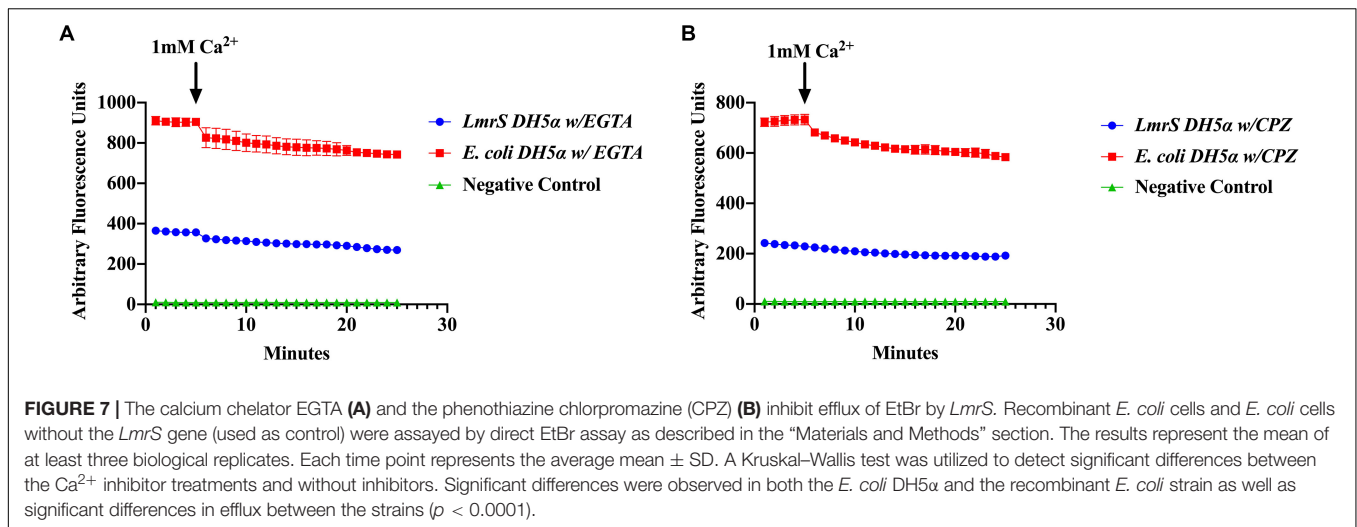 A
1mM Ca²⁺
Arbitrary Fluorescence Units
1000
800
600
400
200
0
0
10
20
30
Minutes
LmrS DH5α w/EGTA
E. coli DH5α w/ EGTA
Negative Control
B
1mM Ca²⁺
Arbitrary Fluorescence Units
800
600
400
200
0
0
10
20
30
Minutes
LmrS DH5α w/CPZ
E. coli DH5α w/CPZ
Negative Control
FIGURE 7 | The calcium chelator EGTA (A) and the phenothiazine chlorpromazine (CPZ) (B) inhibit efflux of EtBr by LmrS. Recombinant E. coli cells and E. coli cells
without the LmrS gene (used as control) were assayed by direct EtBr assay as described in the “Materials and Methods” section. The results represent the mean of
at least three biological replicates. Each time point represents the average mean ± SD. A Kruskal–Wallis test was utilized to detect significant differences between
the Ca²⁺ inhibitor treatments and without inhibitors. Significant differences were observed in both the E. coli DH5α and the recombinant E. coli strain as well as
significant differences in efflux between the strains (p < 0.0001).